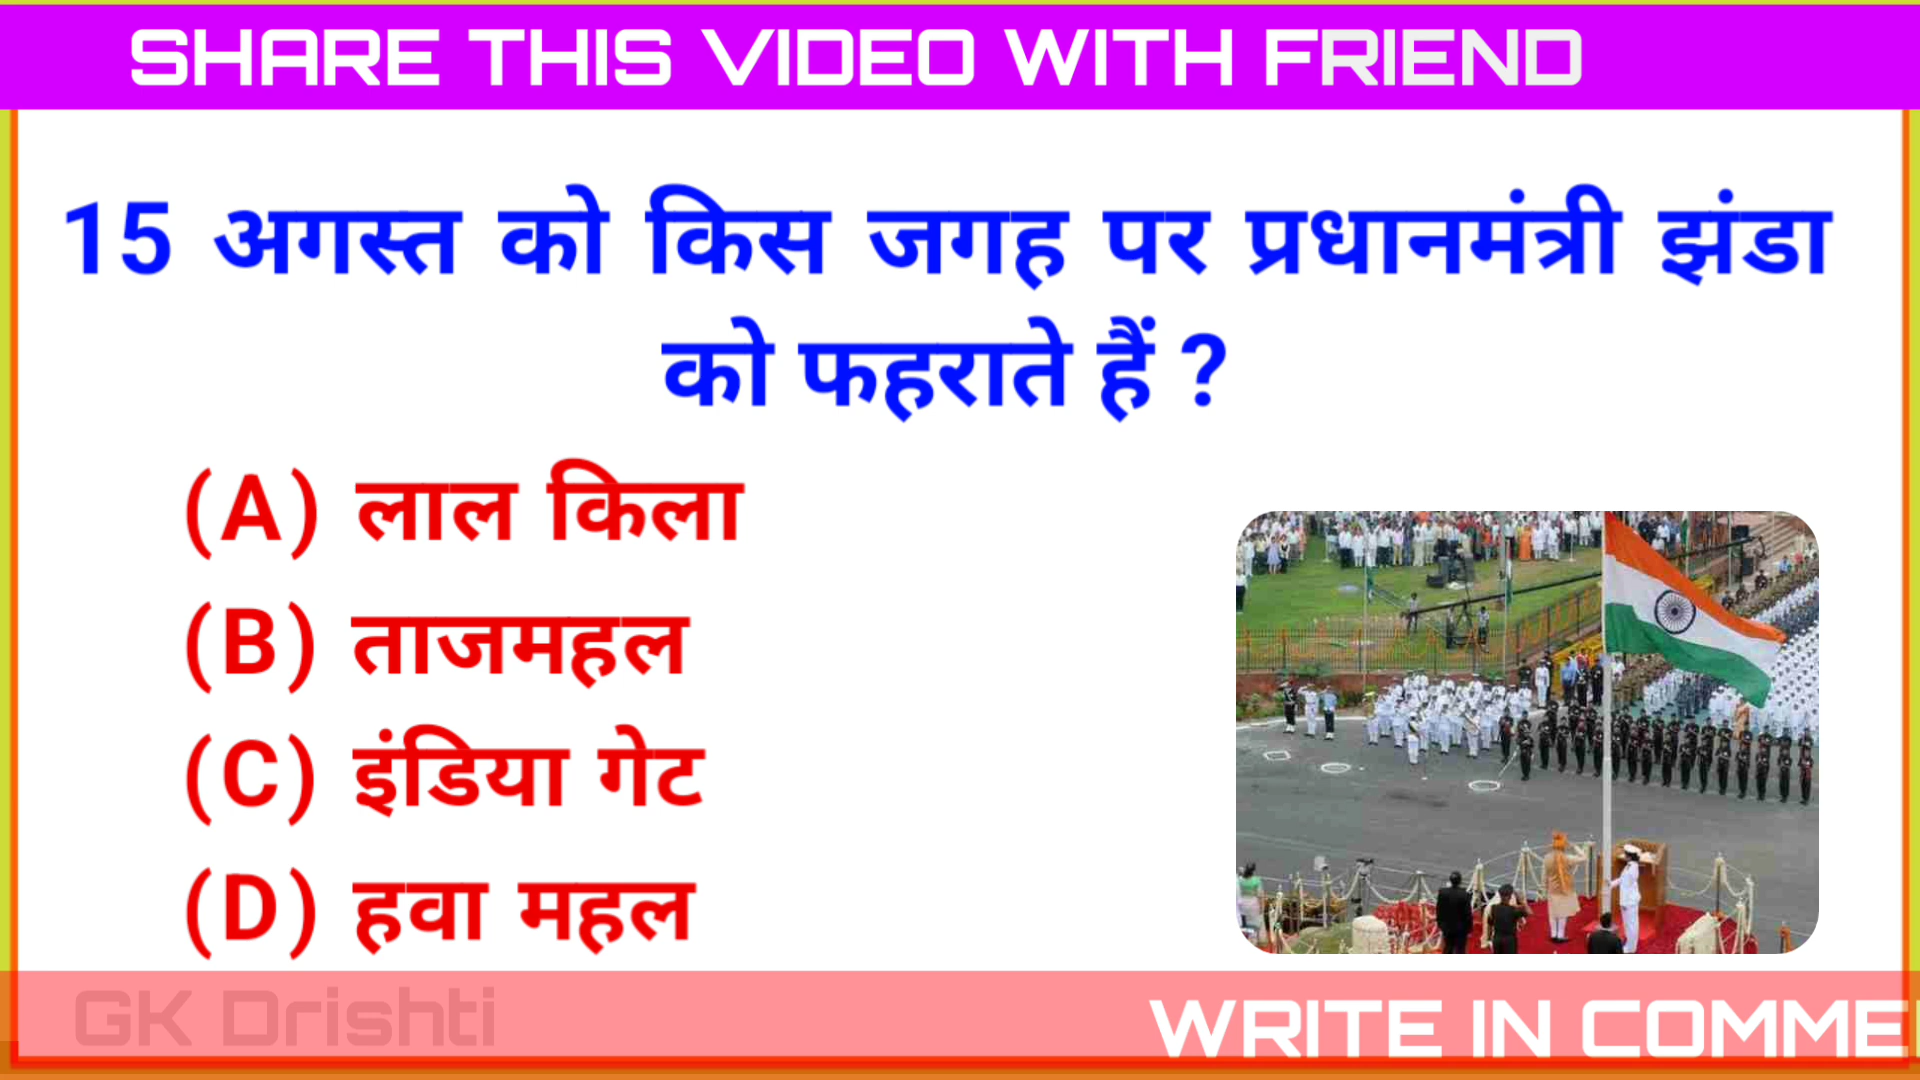 SHARE THIS VIDEO WITH FRIEND
15 अगस्त को किस जगह पर प्रधानमंत्री झंडा
को फहराते हैं ?
(A) लाल किला
(B) ताजमहल
(C) इंडिया गेट
(D) हवा महल
GK Drishti
WRITE IN COMME